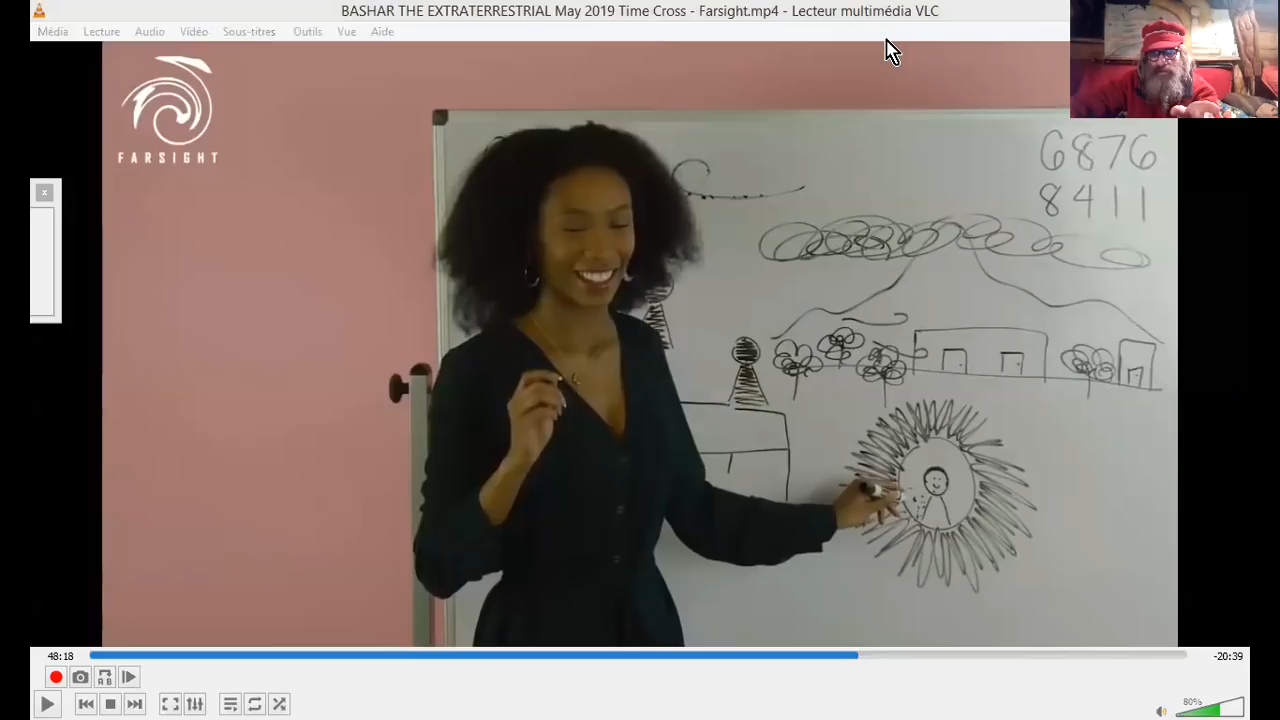 BASHAR THE EXTRATERRESTRIAL May 2019 Time Cross - Farsight.mp4 - Lecteur multimédia VLC
Média Lecture Audio Vidéo Sous-titres Outils Vue Aide
FARSIGHT
6876
8411
48:18
-20:39
80%